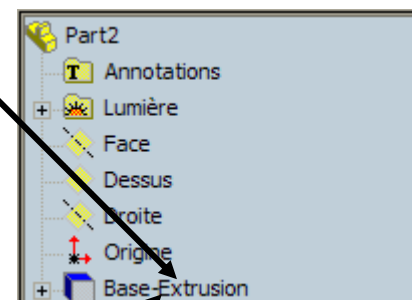 Part2
Annotations
Lumière
Face
Dessus
Droite
Origine
Base-Extrusion